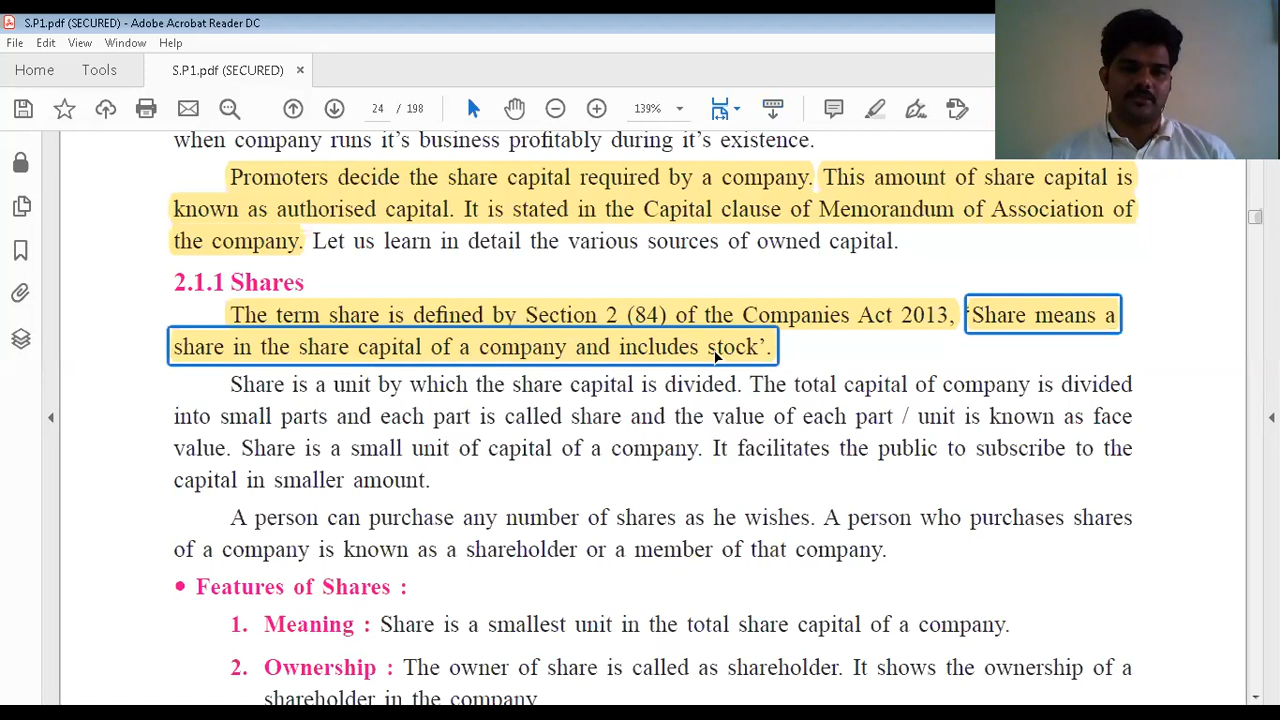 S.P1.pdf (SECURED) - Adobe Acrobat Reader DC
File Edit View Window Help
Home Tools S.P1.pdf (SECURED) ×
24 / 198 139%
when company runs it's business profitably during it's existence.
Promoters decide the share capital required by a company. This amount of share capital is
known as authorised capital. It is stated in the Capital clause of Memorandum of Association of
the company. Let us learn in detail the various sources of owned capital.
2.1.1 Shares
The term share is defined by Section 2 (84) of the Companies Act 2013, 'Share means a
share in the share capital of a company and includes stock'.
Share is a unit by which the share capital is divided. The total capital of company is divided
into small parts and each part is called share and the value of each part / unit is known as face
value. Share is a small unit of capital of a company. It facilitates the public to subscribe to the
capital in smaller amount.
A person can purchase any number of shares as he wishes. A person who purchases shares
of a company is known as a shareholder or a member of that company.
• Features of Shares :
1. Meaning : Share is a smallest unit in the total share capital of a company.
2. Ownership : The owner of share is called as shareholder. It shows the ownership of a
shareholder in the company